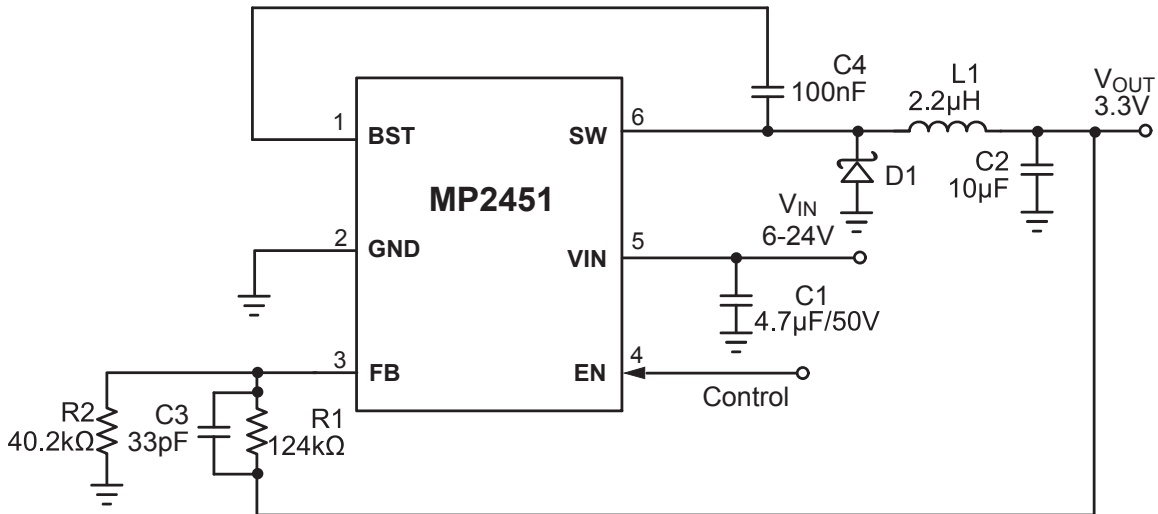 C4
100nF
L1
2.2µH
VOUT
3.3V
1
BST
SW
6
D1
C2
10µF
MP2451
VIN
6-24V
2
GND
VIN
5
C1
4.7µF/50V
3
FB
EN
4
Control
R2
40.2kΩ
C3
33pF
R1
124kΩ